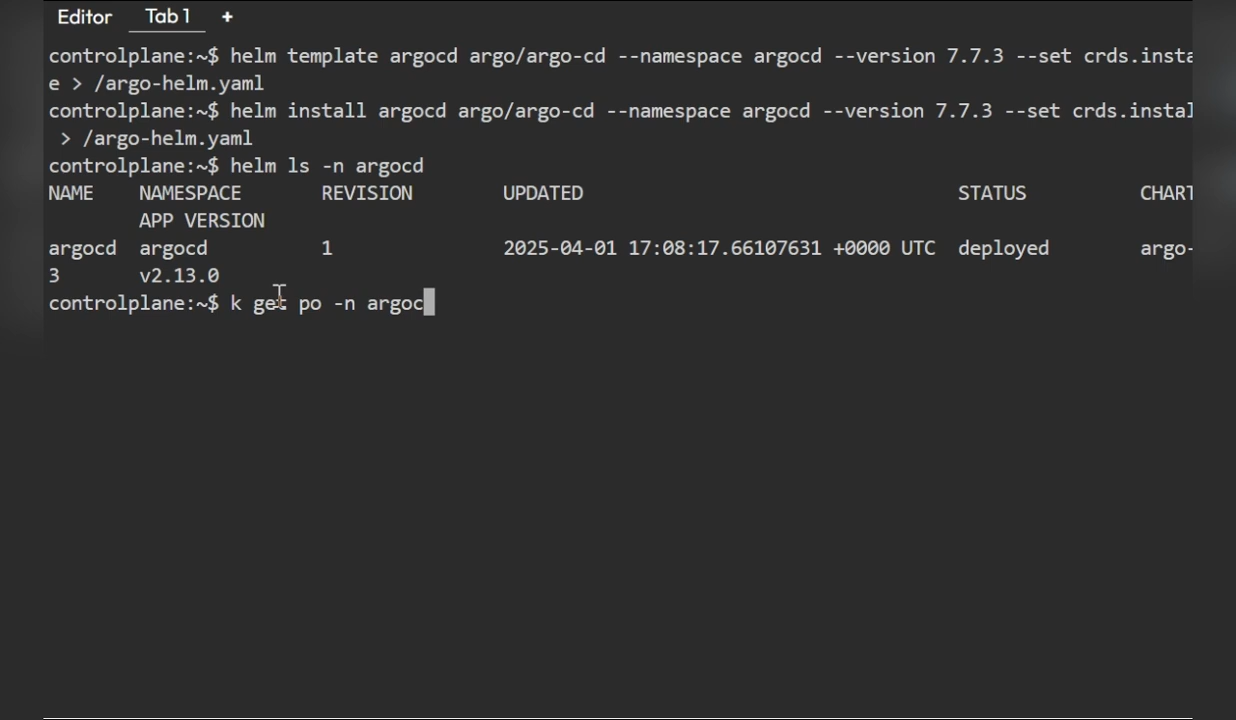 Editor Tab 1 +
controlplane:~$ helm template argocd argo/argo-cd --namespace argocd --version 7.7.3 --set crds.insta
e > /argo-helm.yaml
controlplane:~$ helm install argocd argo/argo-cd --namespace argocd --version 7.7.3 --set crds.instal
> /argo-helm.yaml
controlplane:~$ helm ls -n argocd
NAME NAMESPACE REVISION UPDATED STATUS CHART
APP VERSION
argocd argocd 1 2025-04-01 17:08:17.66107631 +0000 UTC deployed argo-
3 v2.13.0
controlplane:~$ k get po -n argoc